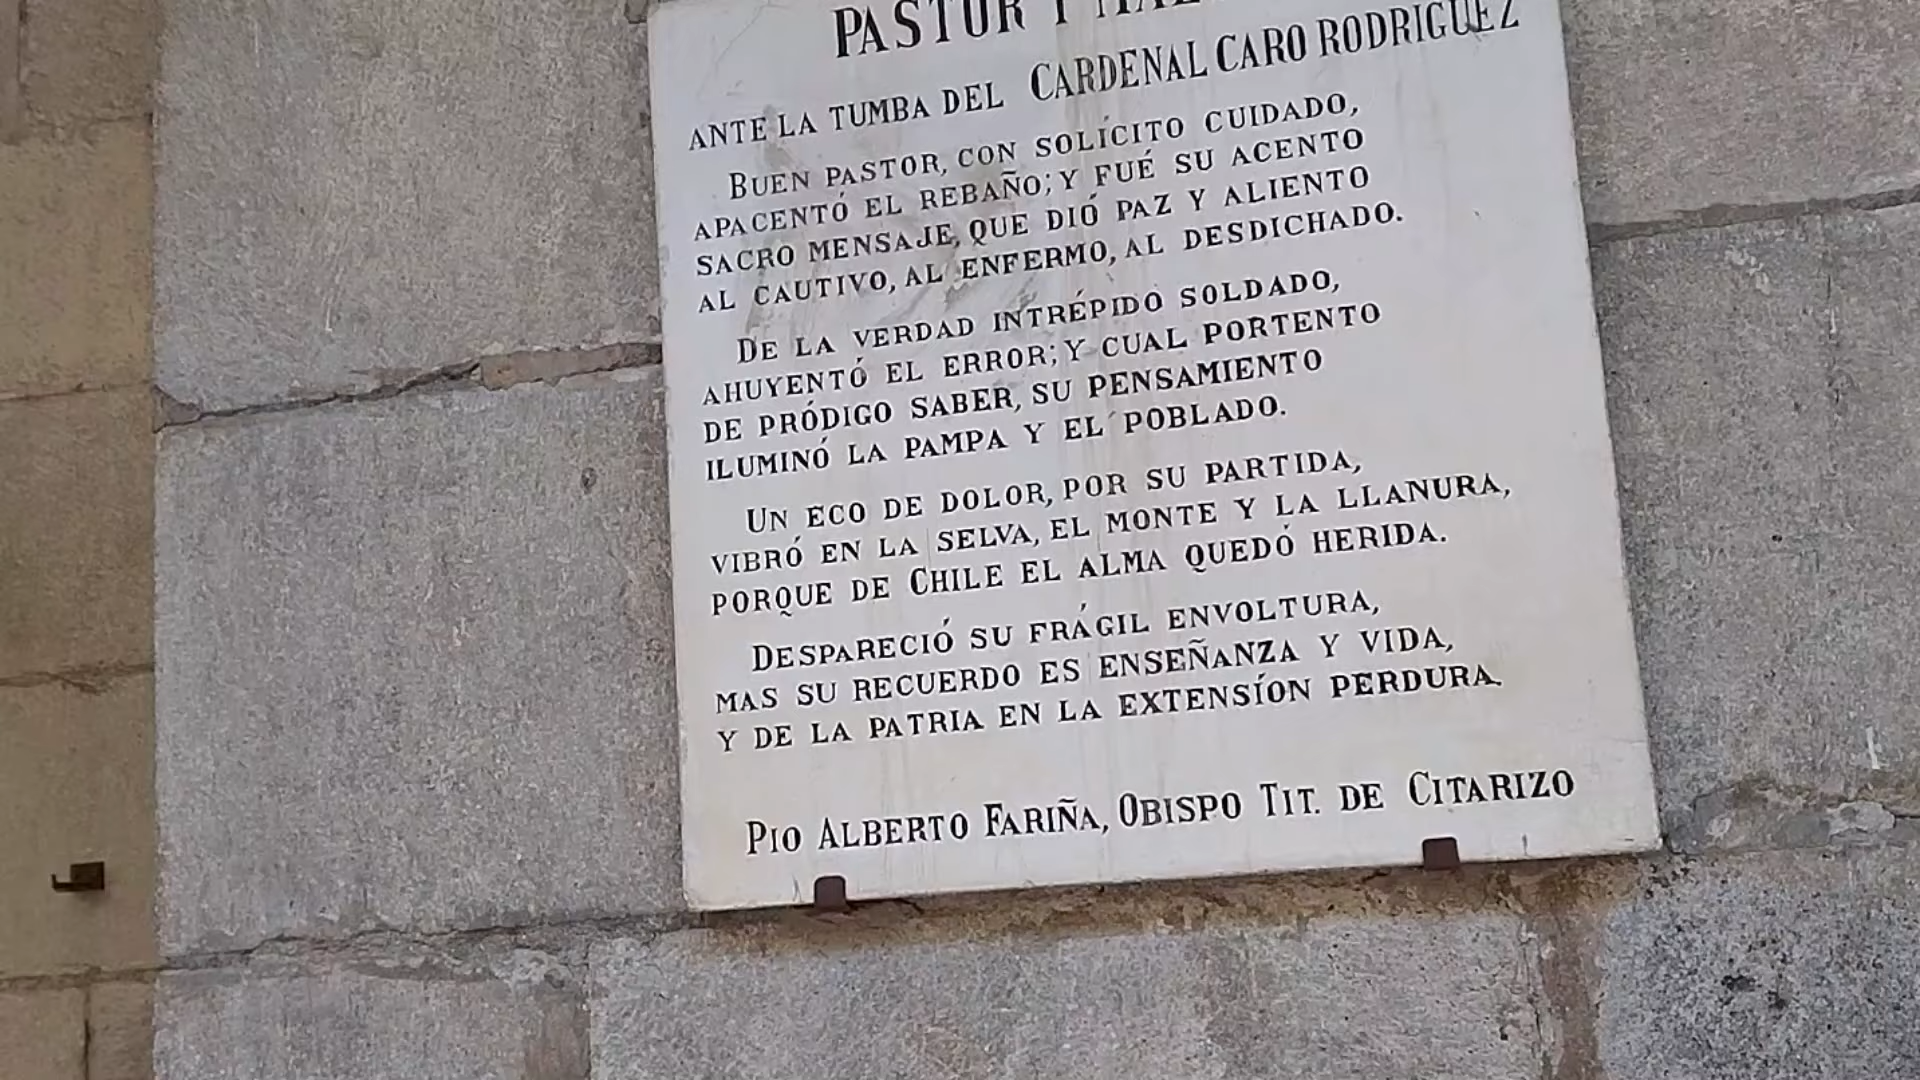 PASTOR Y
ANTE LA TUMBA DEL CARDENAL CARO RODRIGUEZ
BUEN PASTOR, CON SOLÍCITO CUIDADO,
APACENTÓ EL REBAÑO; Y FUÉ SU ACENTO
SACRO MENSAJE, QUE DIÓ PAZ Y ALIENTO
AL CAUTIVO, AL ENFERMO, AL DESDICHADO.
DE LA VERDAD INTRÉPIDO SOLDADO,
AHUYENTÓ EL ERROR; Y CUAL PORTENTO
DE PRÓDIGO SABER, SU PENSAMIENTO
ILUMINÓ LA PAMPA Y EL POBLADO.
UN ECO DE DOLOR, POR SU PARTIDA,
VIBRÓ EN LA SELVA, EL MONTE Y LA LLANURA,
PORQUE DE CHILE EL ALMA QUEDÓ HERIDA.
DESPARECIÓ SU FRÁGIL ENVOLTURA,
MAS SU RECUERDO ES ENSEÑANZA Y VIDA,
Y DE LA PATRIA EN LA EXTENSÍON PERDURA.
PIO ALBERTO FARIÑA, OBISPO TIT. DE CITARIZO